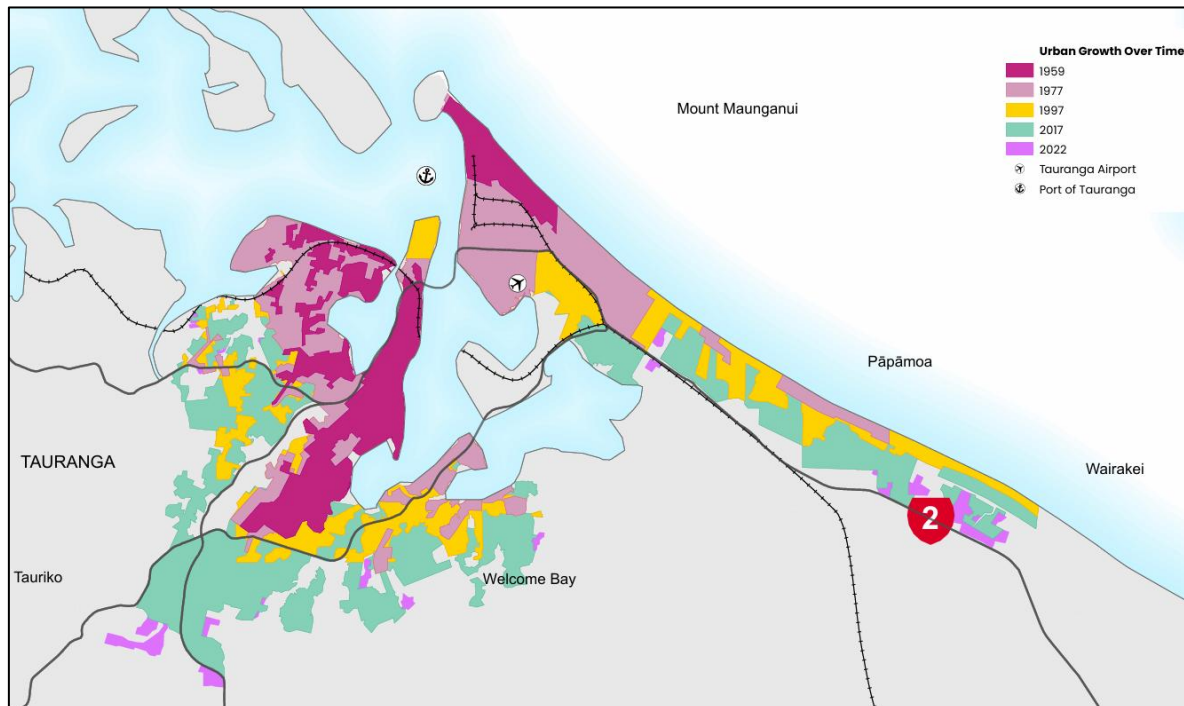 Urban Growth Over Time
1959
1977
1997
2017
2022
Tauranga Airport
Port of Tauranga
Mount Maunganui
Pāpāmoa
TAURANGA
Wairakei
2
Tauriko
Welcome Bay